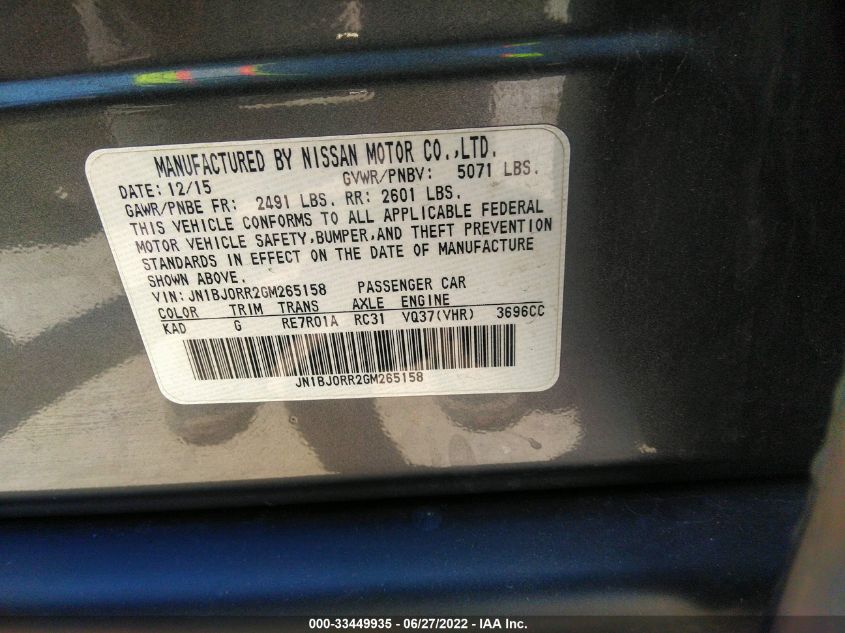 MANUFACTURED BY NISSAN MOTOR CO.,LTD.
DATE: 12/15 GVWR/PNBV: 5071 LBS.
GAWR/PNBE FR: 2491 LBS. RR: 2601 LBS.
THIS VEHICLE CONFORMS TO ALL APPLICABLE FEDERAL
MOTOR VEHICLE SAFETY,BUMPER,AND THEFT PREVENTION
STANDARDS IN EFFECT ON THE DATE OF MANUFACTURE
SHOWN ABOVE.
VIN: JN1BJ0RR2GM265158 PASSENGER CAR
COLOR TRIM TRANS AXLE ENGINE
KAD G RE7R01A RC31 VQ37(VHR) 3696CC
JN1BJ0RR2GM265158
000-33449935 - 06/27/2022 - IAA Inc.